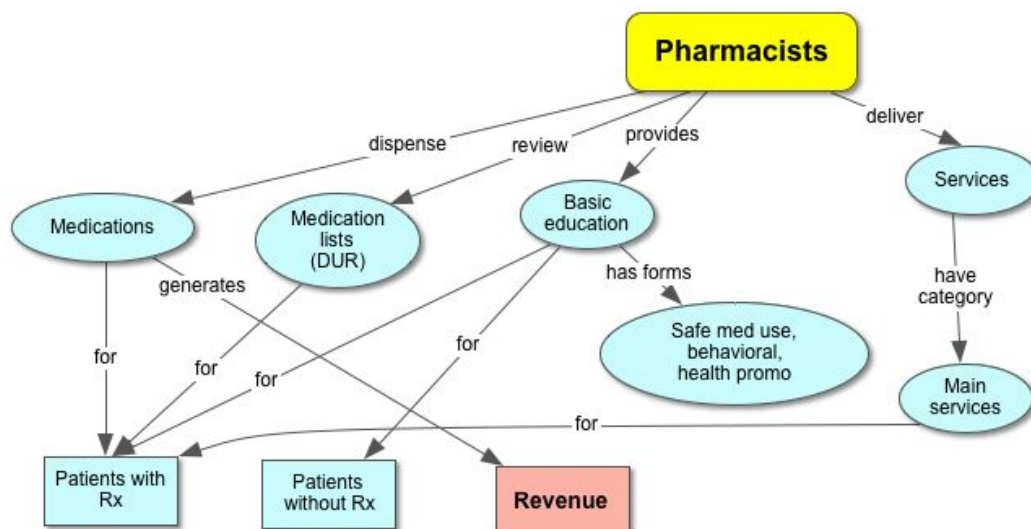 Pharmacists
deliver
dispense
review
provides
Services
Medications
Medication
lists
(DUR)
Basic
education
generates
has forms
have
category
Safe med use,
behavioral,
health promo
for
for
for
for
Main
services
for
Patients with
Rx
Patients
without Rx
Revenue